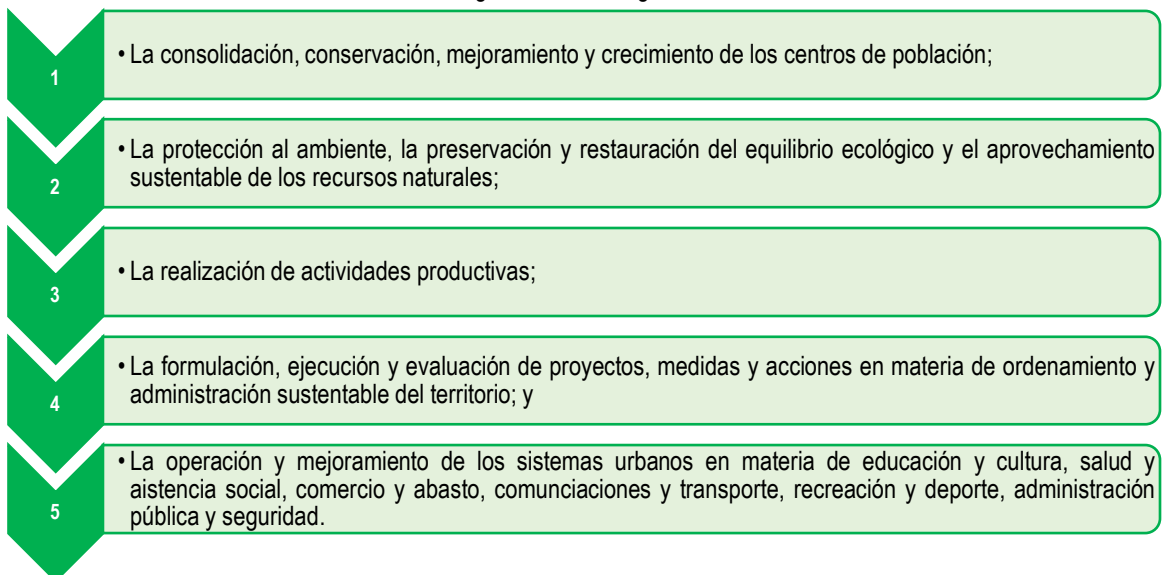 1
• La consolidación, conservación, mejoramiento y crecimiento de los centros de población;
2
• La protección al ambiente, la preservación y restauración del equilibrio ecológico y el aprovechamiento
sustentable de los recursos naturales;
3
• La realización de actividades productivas;
4
• La formulación, ejecución y evaluación de proyectos, medidas y acciones en materia de ordenamiento y
administración sustentable del territorio; y
5
• La operación y mejoramiento de los sistemas urbanos en materia de educación y cultura, salud y
aistencia social, comercio y abasto, comunciaciones y transporte, recreación y deporte, administración
pública y seguridad.